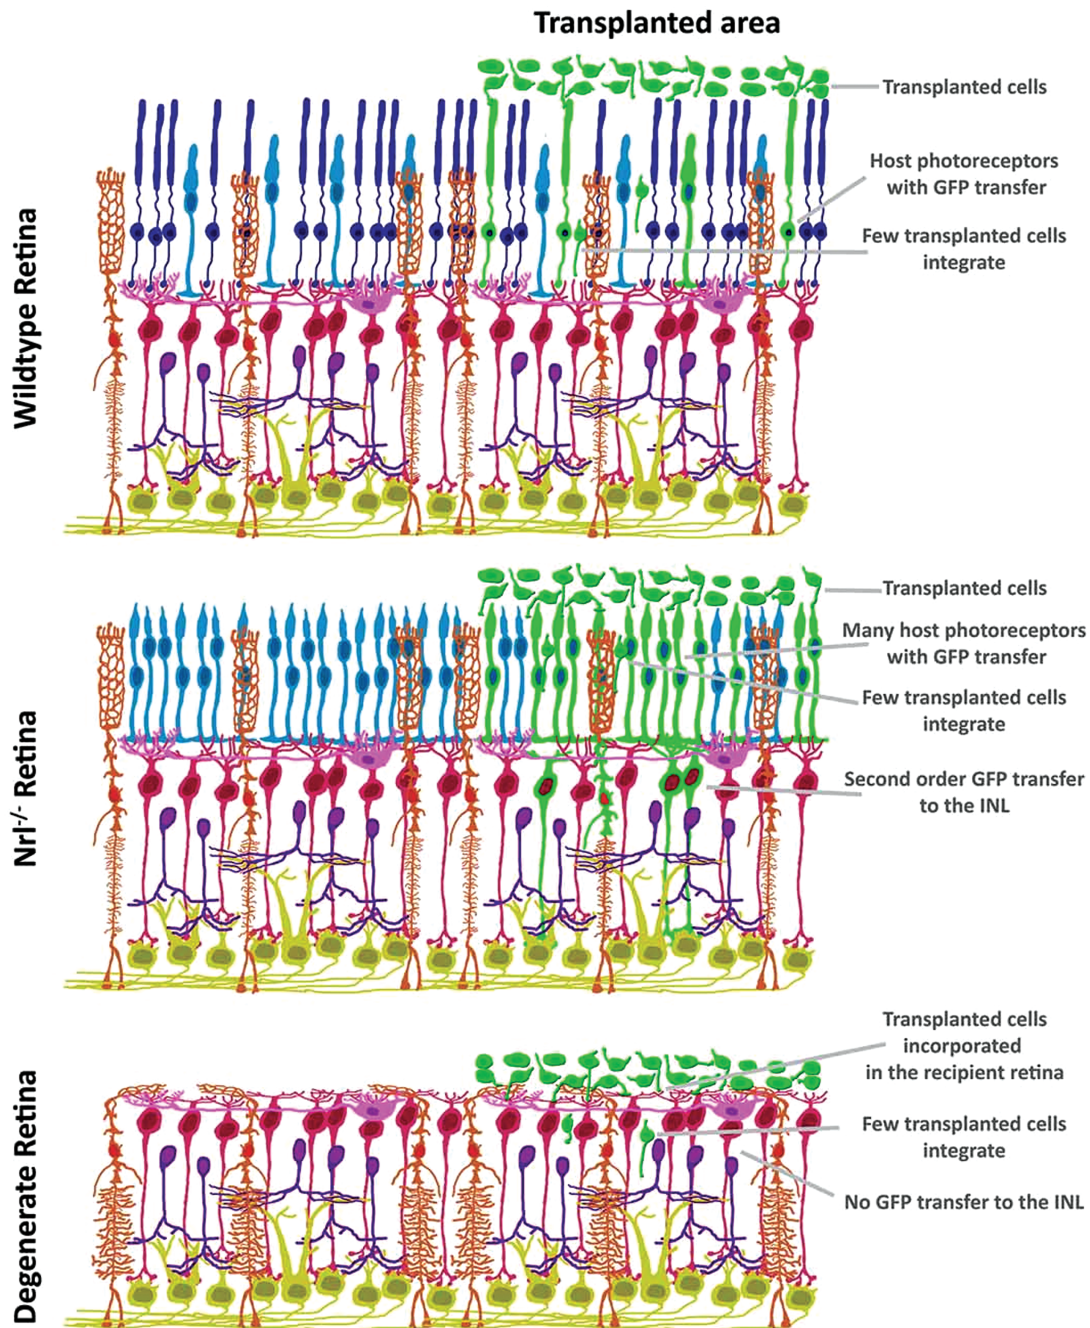 Transplanted area
Wildtype Retina
Transplanted cells
Host photoreceptors
with GFP transfer
Few transplanted cells
integrate
Nrl-/- Retina
Transplanted cells
Many host photoreceptors
with GFP transfer
Few transplanted cells
integrate
Second order GFP transfer
to the INL
Degenerate Retina
Transplanted cells
incorporated
in the recipient retina
Few transplanted cells
integrate
No GFP transfer to the INL